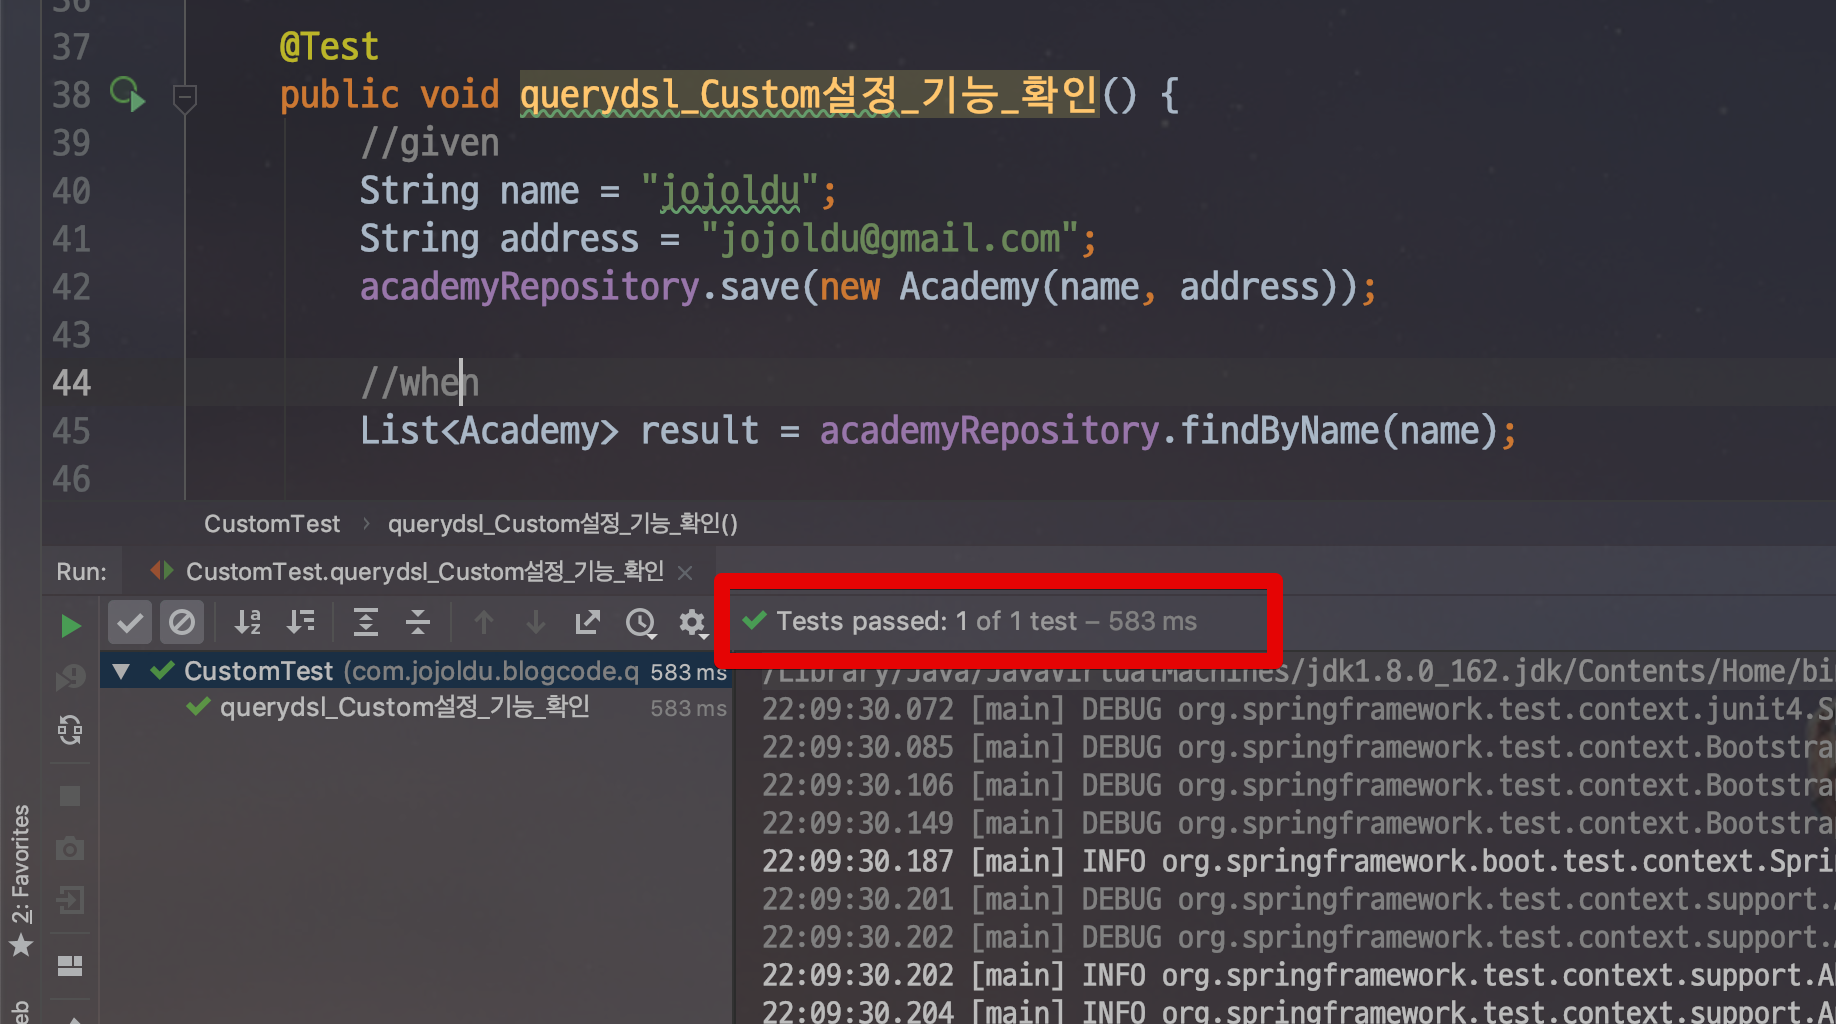 36
37 @Test
38 public void querydsl_Custom설정_기능_확인() {
39 //given
40 String name = "jojoldu";
41 String address = "jojoldu@gmail.com";
42 academyRepository.save(new Academy(name, address));
43
44 //when
45 List<Academy> result = academyRepository.findByName(name);
46
CustomTest › querydsl_Custom설정_기능_확인()
Run: CustomTest.querydsl_Custom설정_기능_확인 ×
Tests passed: 1 of 1 test – 583 ms
CustomTest (com.jojoldu.blogcode.q 583 ms
querydsl_Custom설정_기능_확인 583 ms
/Library/Java/JavaVirtualMachines/jdk1.8.0_162.jdk/Contents/Home/bi
22:09:30.072 [main] DEBUG org.springframework.test.context.junit4.S
22:09:30.085 [main] DEBUG org.springframework.test.context.Bootstra
22:09:30.106 [main] DEBUG org.springframework.test.context.Bootstra
22:09:30.149 [main] DEBUG org.springframework.test.context.Bootstra
22:09:30.187 [main] INFO org.springframework.boot.test.context.Spri
22:09:30.201 [main] DEBUG org.springframework.test.context.support.
22:09:30.202 [main] DEBUG org.springframework.test.context.support.
22:09:30.202 [main] INFO org.springframework.test.context.support.A
22:09:30.204 [main] INFO org.springframework.test.context.support.A
2: Favorites
eb